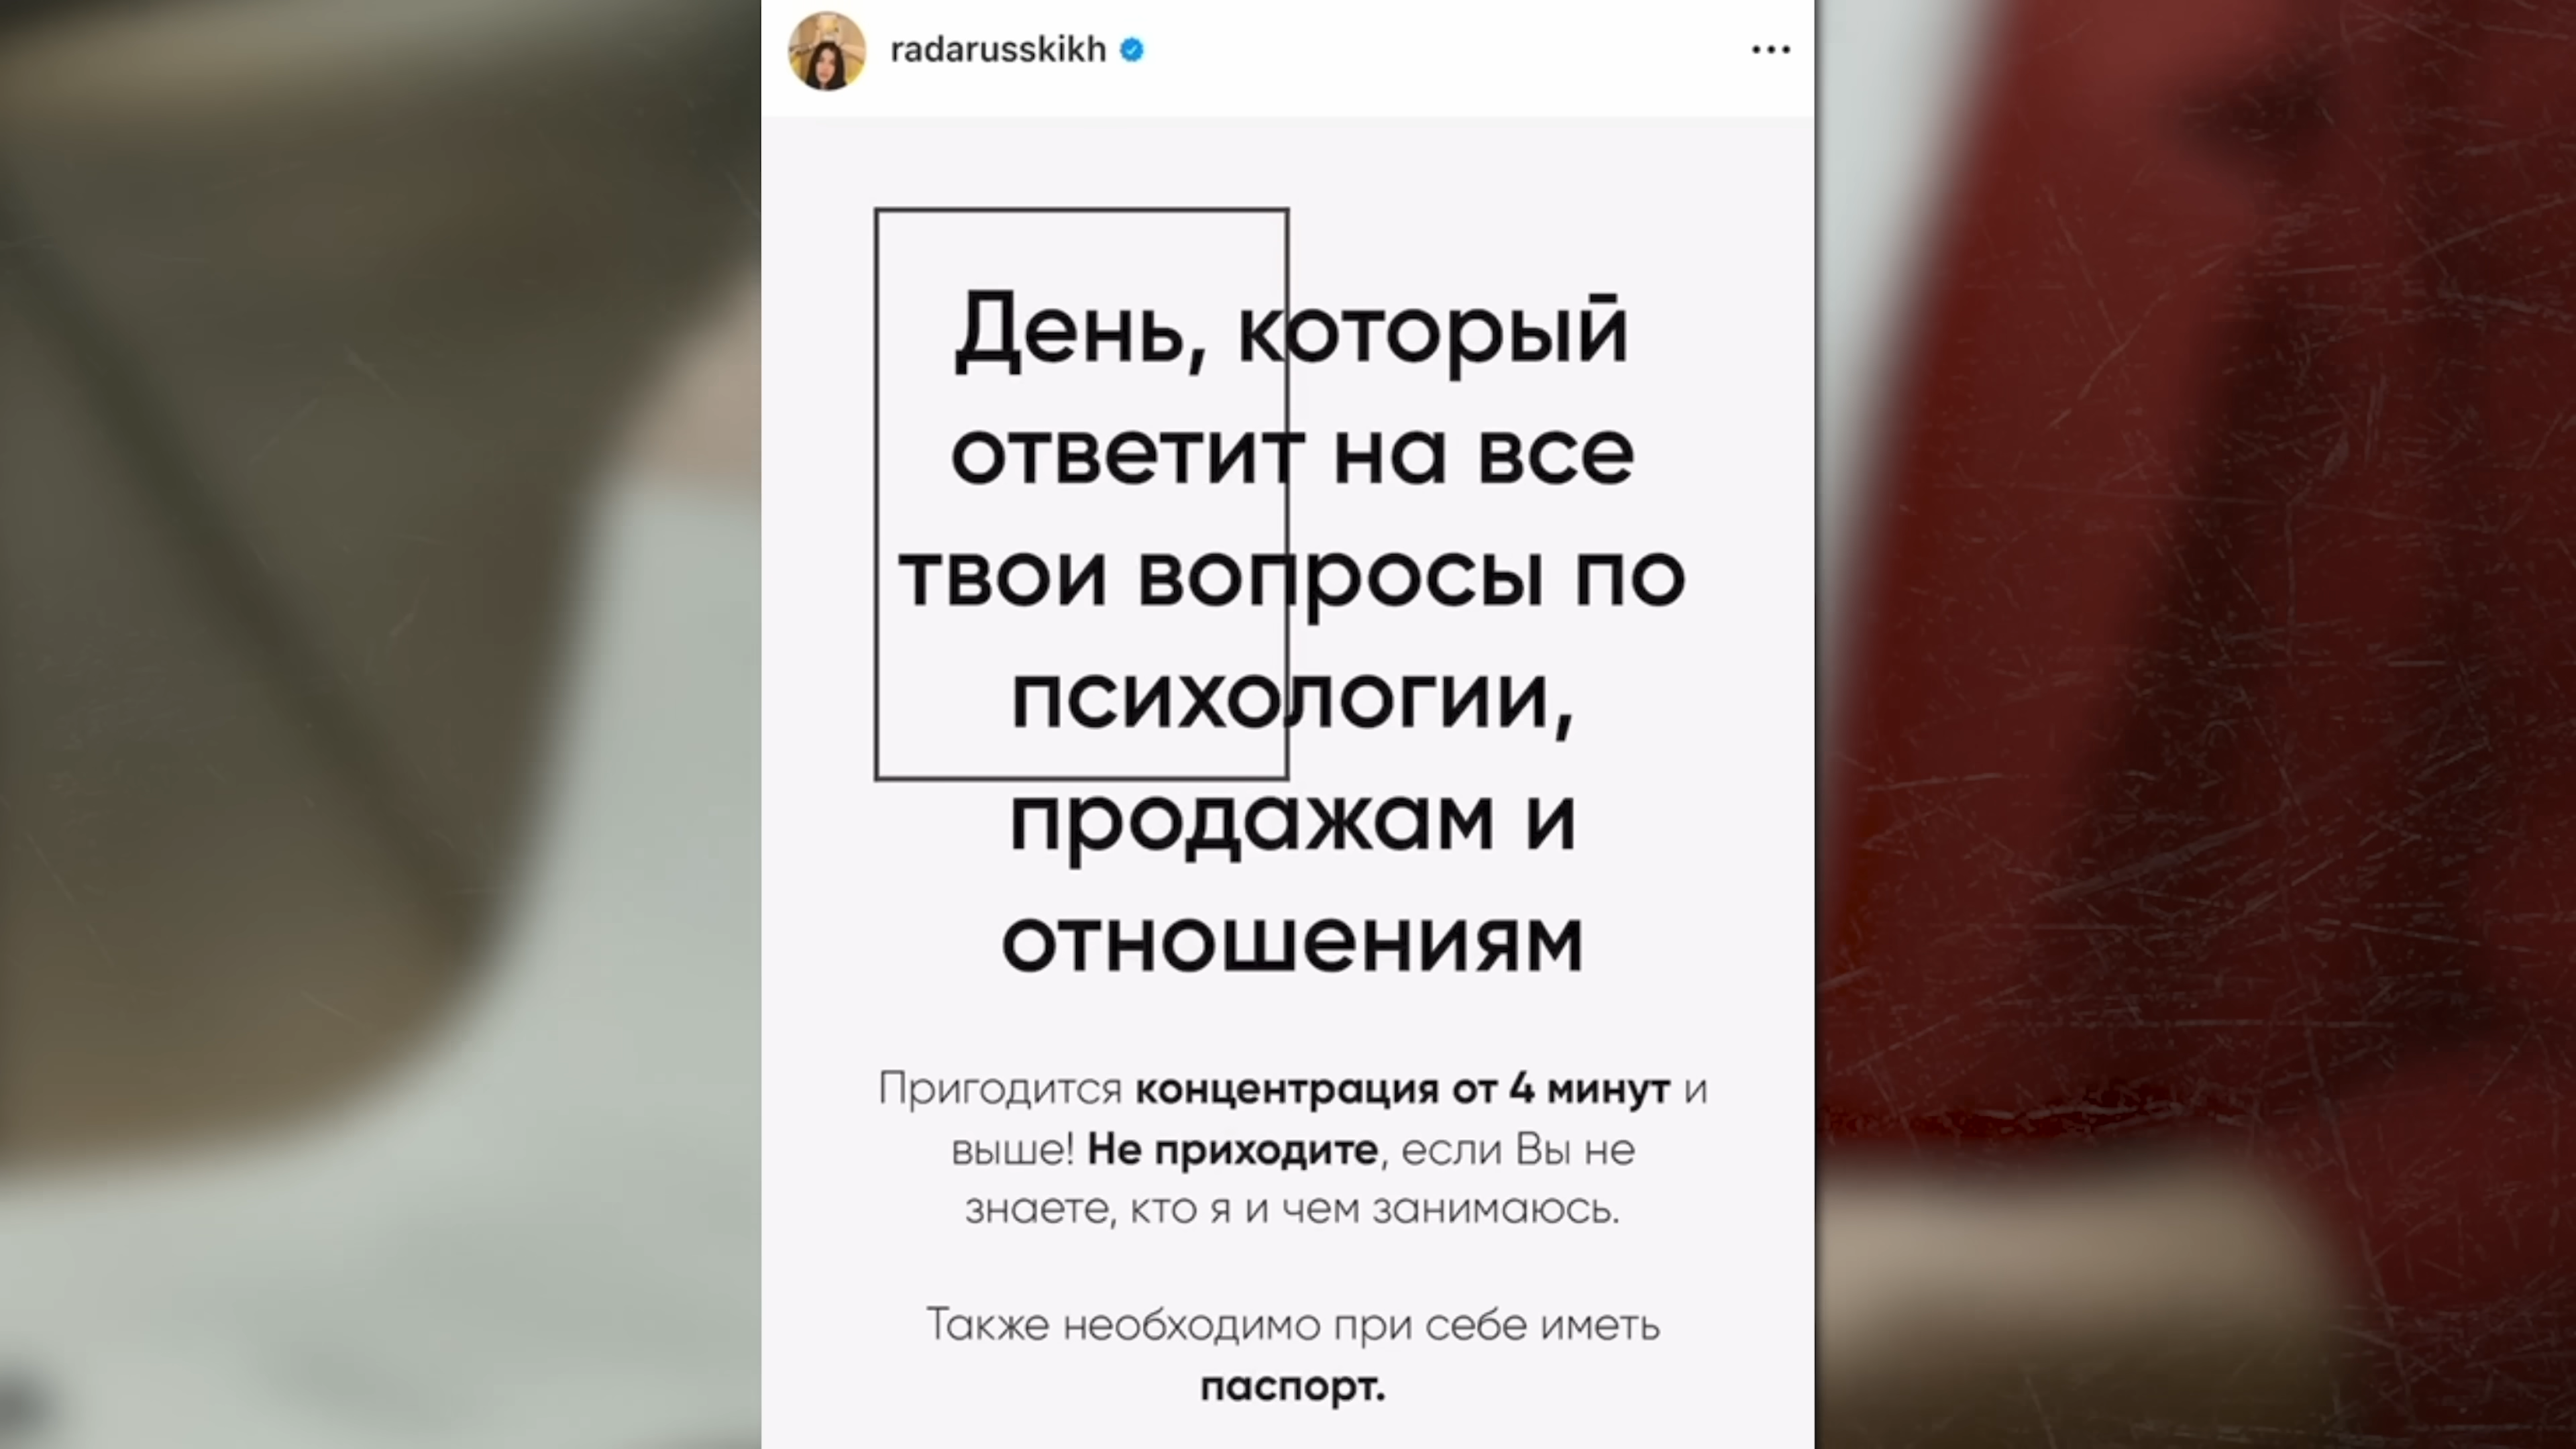 radarusskikh
День, который
ответит на все
твои вопросы по
психологии,
продажам и
отношениям
Пригодится концентрация от 4 минут и
выше! Не приходите, если Вы не
знаете, кто я и чем занимаюсь.
Также необходимо при себе иметь
паспорт.